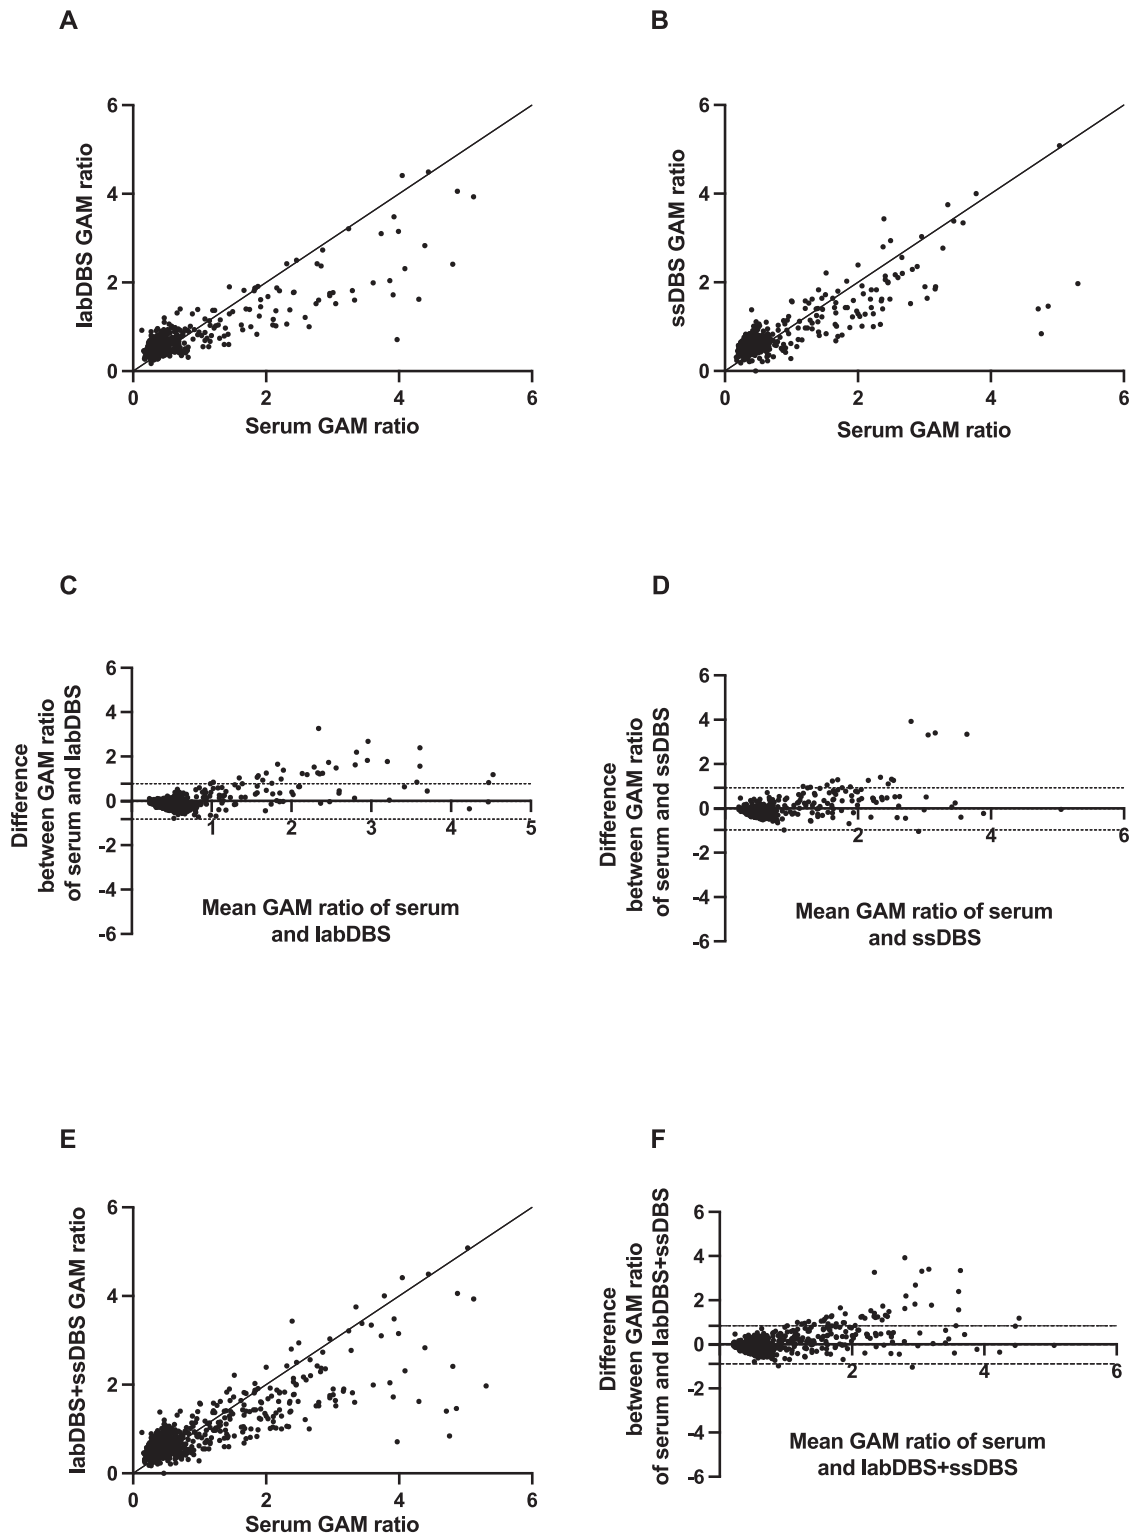 A
B
6
4
2
0
labDBS GAM ratio
0 2 4 6
Serum GAM ratio
6
4
2
0
ssDBS GAM ratio
0 2 4 6
Serum GAM ratio
C
D
6
4
2
0
-2
-4
-6
Difference
between GAM ratio
of serum and labDBS
1 2 3 4 5
Mean GAM ratio of serum
and labDBS
6
4
2
0
-2
-4
-6
Difference
between GAM ratio
of serum and ssDBS
2 4 6
Mean GAM ratio of serum
and ssDBS
E
F
6
4
2
0
labDBS+ssDBS GAM ratio
0 2 4 6
Serum GAM ratio
6
4
2
0
-2
-4
-6
Difference
between GAM ratio
of serum and labDBS+ssDBS
2 4 6
Mean GAM ratio of serum
and labDBS+ssDBS